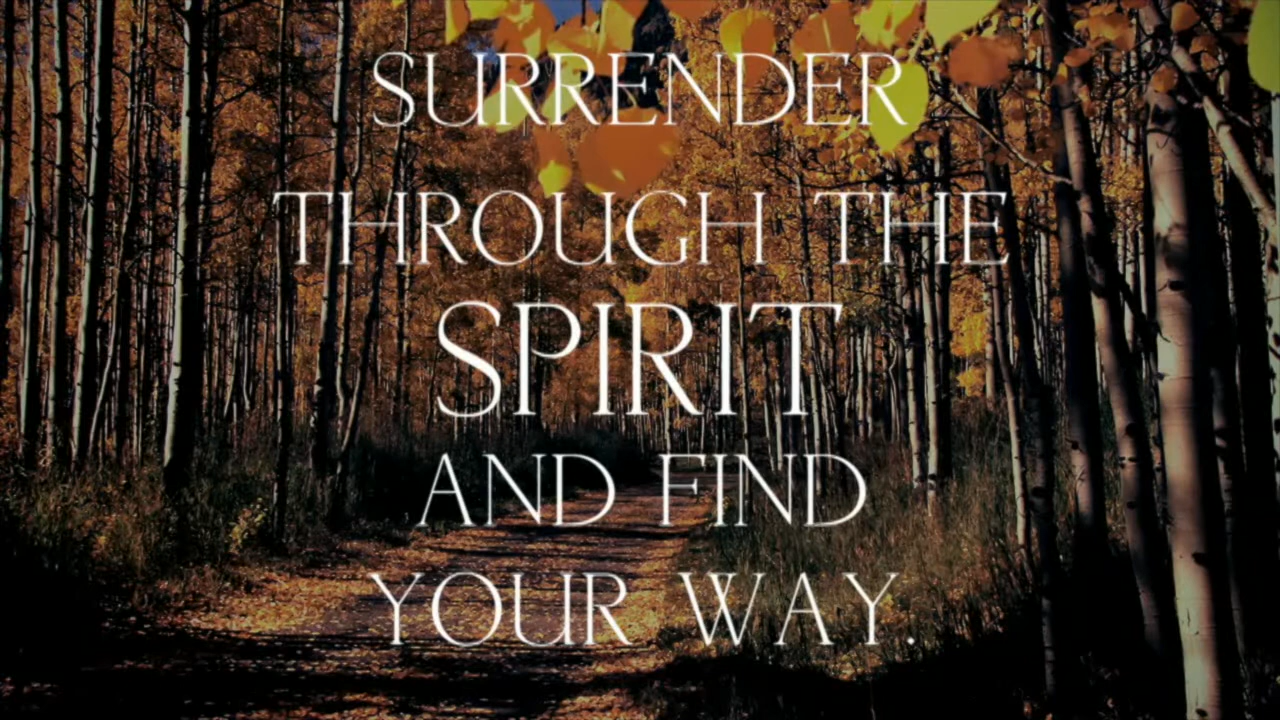 SURRENDER
THROUGH THE
SPIRIT
AND FIND
YOUR WAY.